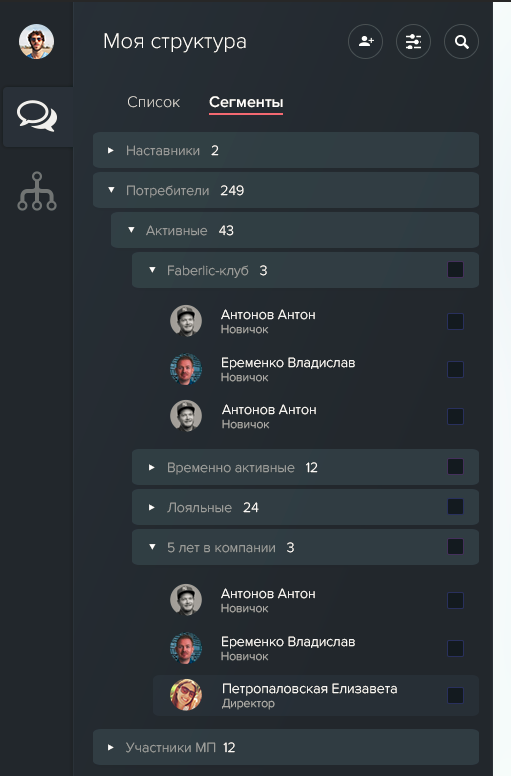 Моя структура
Список Сегменты
Наставники 2
Потребители 249
Активные 43
Faberlic-клуб 3
Антонов Антон
Новичок
Еременко Владислав
Новичок
Антонов Антон
Новичок
Временно активные 12
Лояльные 24
5 лет в компании 3
Антонов Антон
Новичок
Еременко Владислав
Новичок
Петропаловская Елизавета
Директор
Участники МП 12